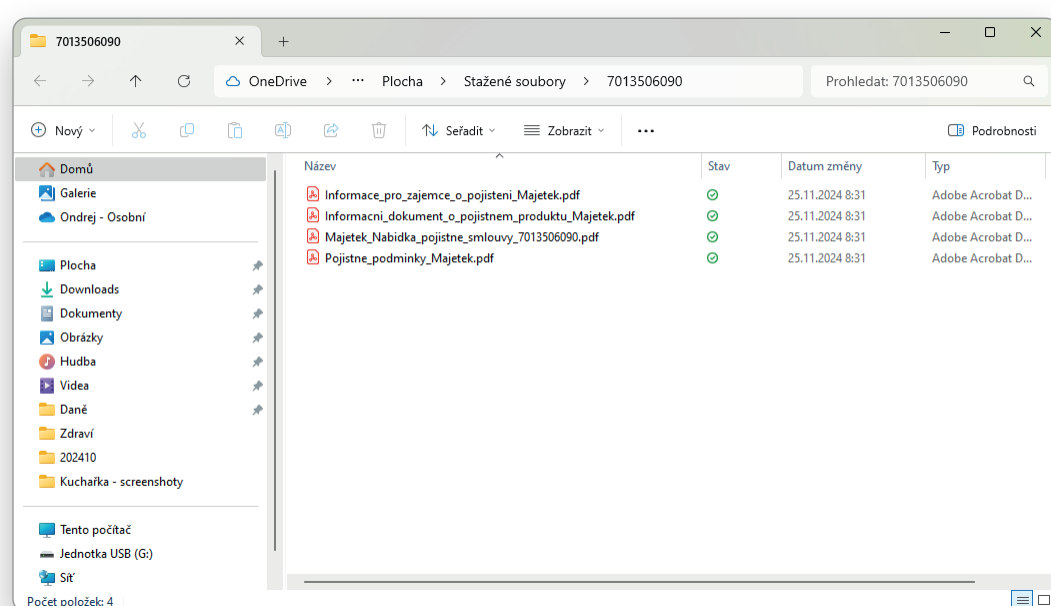 7013506090
OneDrive > ... Plocha > Stažené soubory > 7013506090
Prohledat: 7013506090
Nový
Seřadit
Zobrazit
Podrobnosti
Domů
Galerie
Ondrej - Osobní
Plocha
Downloads
Dokumenty
Obrázky
Hudba
Videa
Daně
Zdraví
202410
Kuchařka - screenshoty
Tento počítač
Jednotka USB (G:)
Síť
Název Stav Datum změny Typ
Informace_pro_zajemce_o_pojisteni_Majetek.pdf 25.11.2024 8:31 Adobe Acrobat D...
Informacni_dokument_o_pojistnem_produktu_Majetek.pdf 25.11.2024 8:31 Adobe Acrobat D...
Majetek_Nabidka_pojistne_smlouvy_7013506090.pdf 25.11.2024 8:31 Adobe Acrobat D...
Pojistne_podminky_Majetek.pdf 25.11.2024 8:31 Adobe Acrobat D...
Počet položek: 4